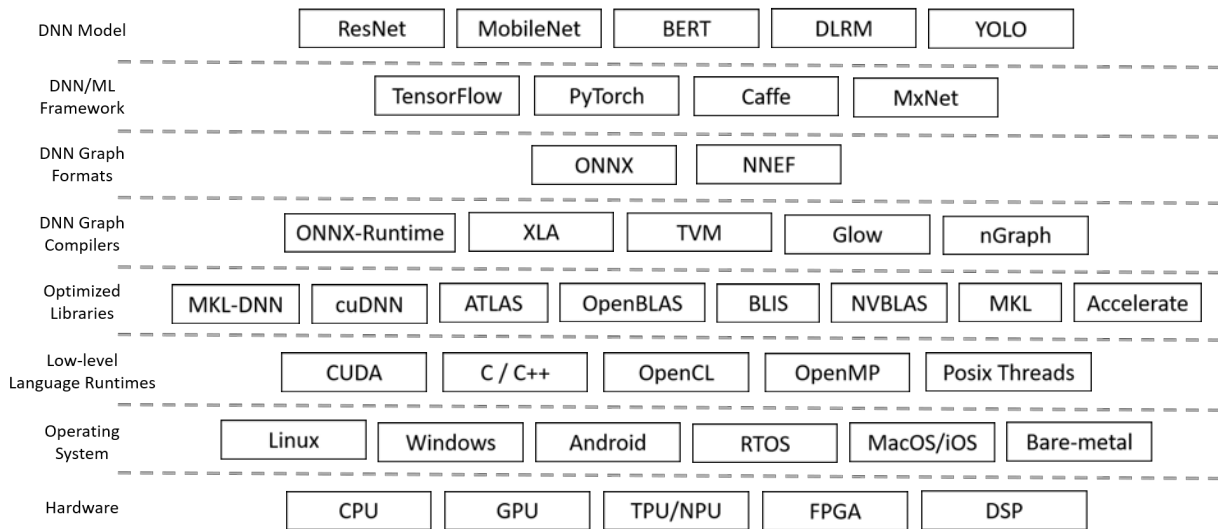 DNN Model
ResNet MobileNet BERT DLRM YOLO
DNN/ML
Framework
TensorFlow PyTorch Caffe MxNet
DNN Graph
Formats
ONNX NNEF
DNN Graph
Compilers
ONNX-Runtime XLA TVM Glow nGraph
Optimized
Libraries
MKL-DNN cuDNN ATLAS OpenBLAS BLIS NVBLAS MKL Accelerate
Low-level
Language Runtimes
CUDA C / C++ OpenCL OpenMP Posix Threads
Operating
System
Linux Windows Android RTOS MacOS/iOS Bare-metal
Hardware
CPU GPU TPU/NPU FPGA DSP